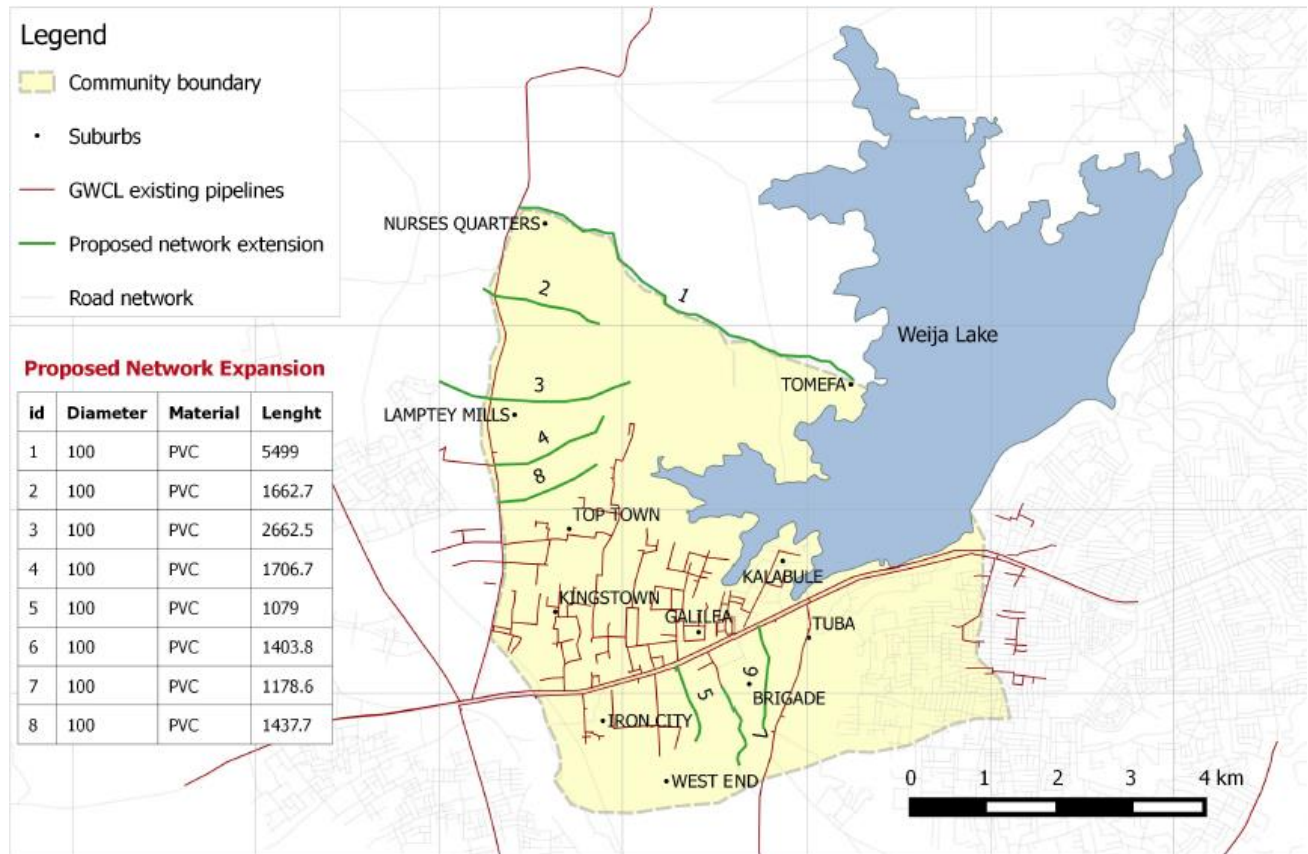 Legend
Community boundary
Suburbs
GWCL existing pipelines
Proposed network extension
Road network
Proposed Network Expansion
id Diameter Material Lenght
1 100 PVC 5499
2 100 PVC 1662.7
3 100 PVC 2662.5
4 100 PVC 1706.7
5 100 PVC 1079
6 100 PVC 1403.8
7 100 PVC 1178.6
8 100 PVC 1437.7
NURSES QUARTERS
2
1
Weija Lake
3
TOMEFA
LAMPTEY MILLS
4
8
TOP TOWN
KALABULE
KINGSTOWN
GALILEA
TUBA
6
5
BRIGADE
IRON CITY
7
WEST END
0 1 2 3 4 km